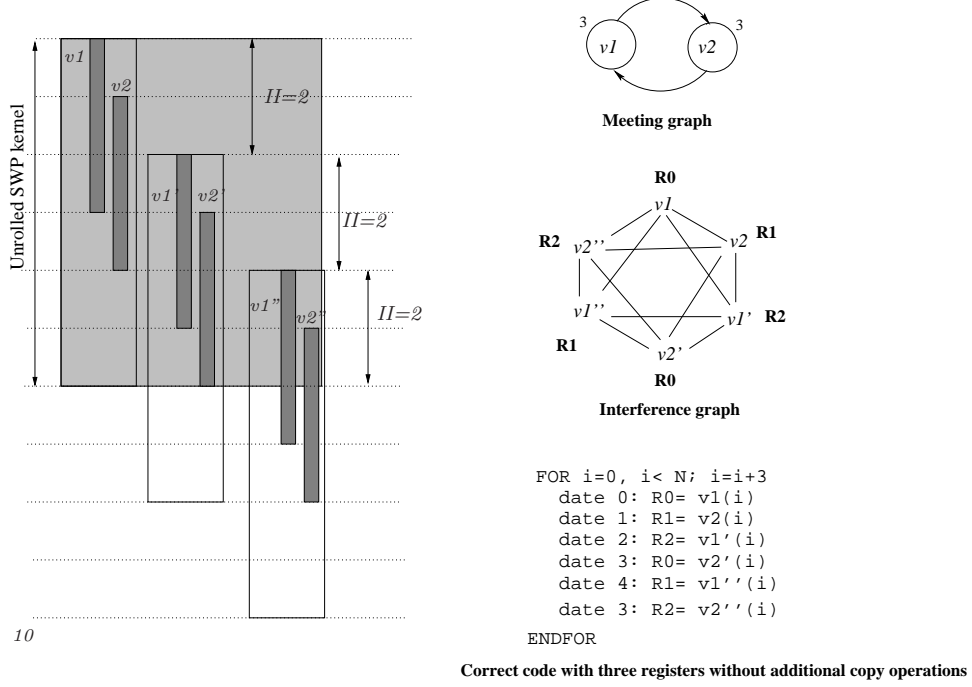 Unrolled SWP kernel
v1
v2
II=2
v1'
v2'
II=2
v1"
v2"
II=2
10
3
v1
v2
3
Meeting graph
R0
v1
R2
v2''
v2
R1
v1''
v1'
R2
R1
v2'
R0
Interference graph
FOR i=0, i< N; i=i+3
date 0: R0= v1(i)
date 1: R1= v2(i)
date 2: R2= v1'(i)
date 3: R0= v2'(i)
date 4: R1= v1''(i)
date 3: R2= v2''(i)
ENDFOR
Correct code with three registers without additional copy operations